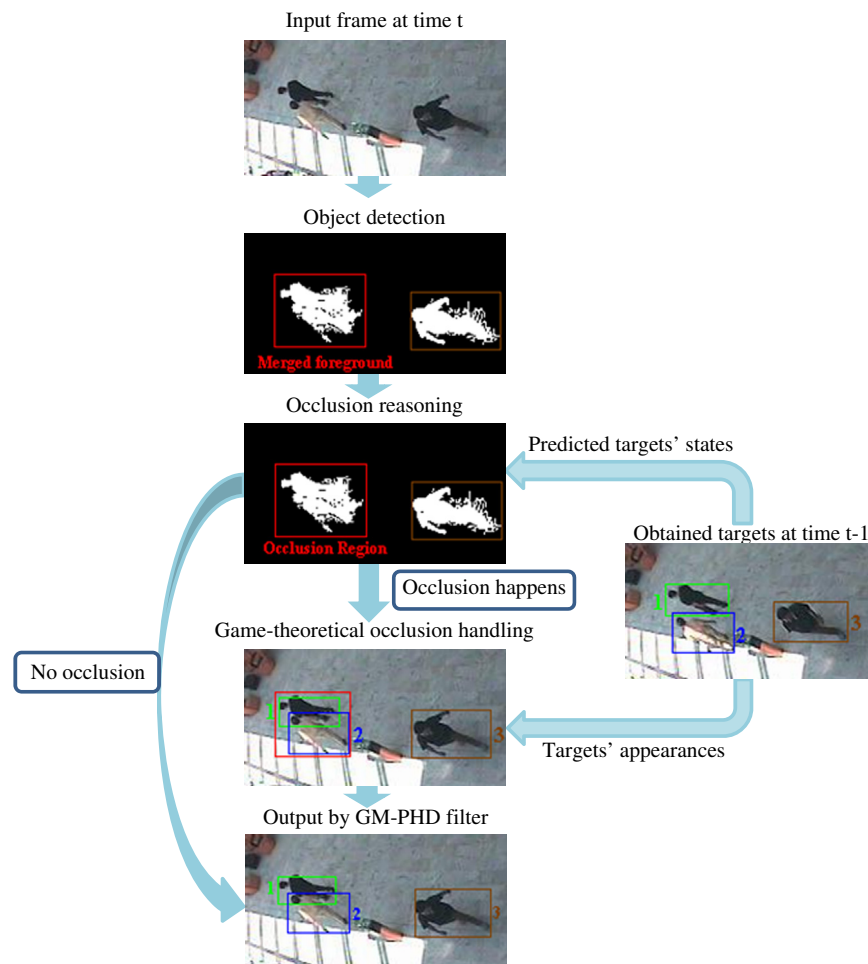 Input frame at time t
Object detection
Merged foreground
Occlusion reasoning
Predicted targets' states
Occlusion Region
Obtained targets at time t-1
1
2
3
Occlusion happens
Game-theoretical occlusion handling
No occlusion
1
2
3
Targets' appearances
Output by GM-PHD filter
1
2
3